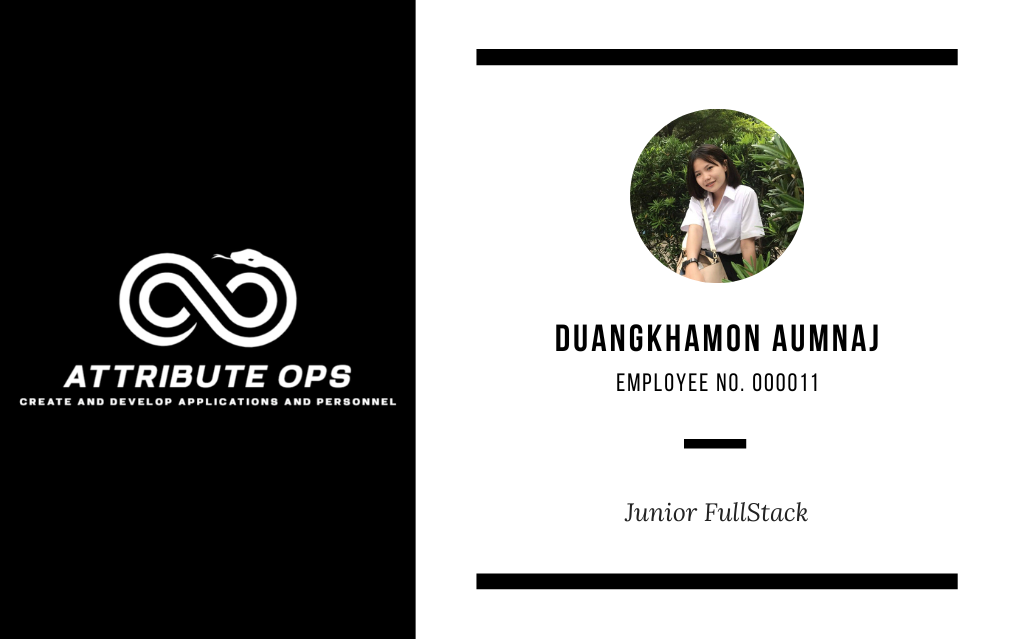 ATTRIBUTE OPS
CREATE AND DEVELOP APPLICATIONS AND PERSONNEL
DUANGKHAMON AUMNAJ
EMPLOYEE NO. 000011
Junior FullStack